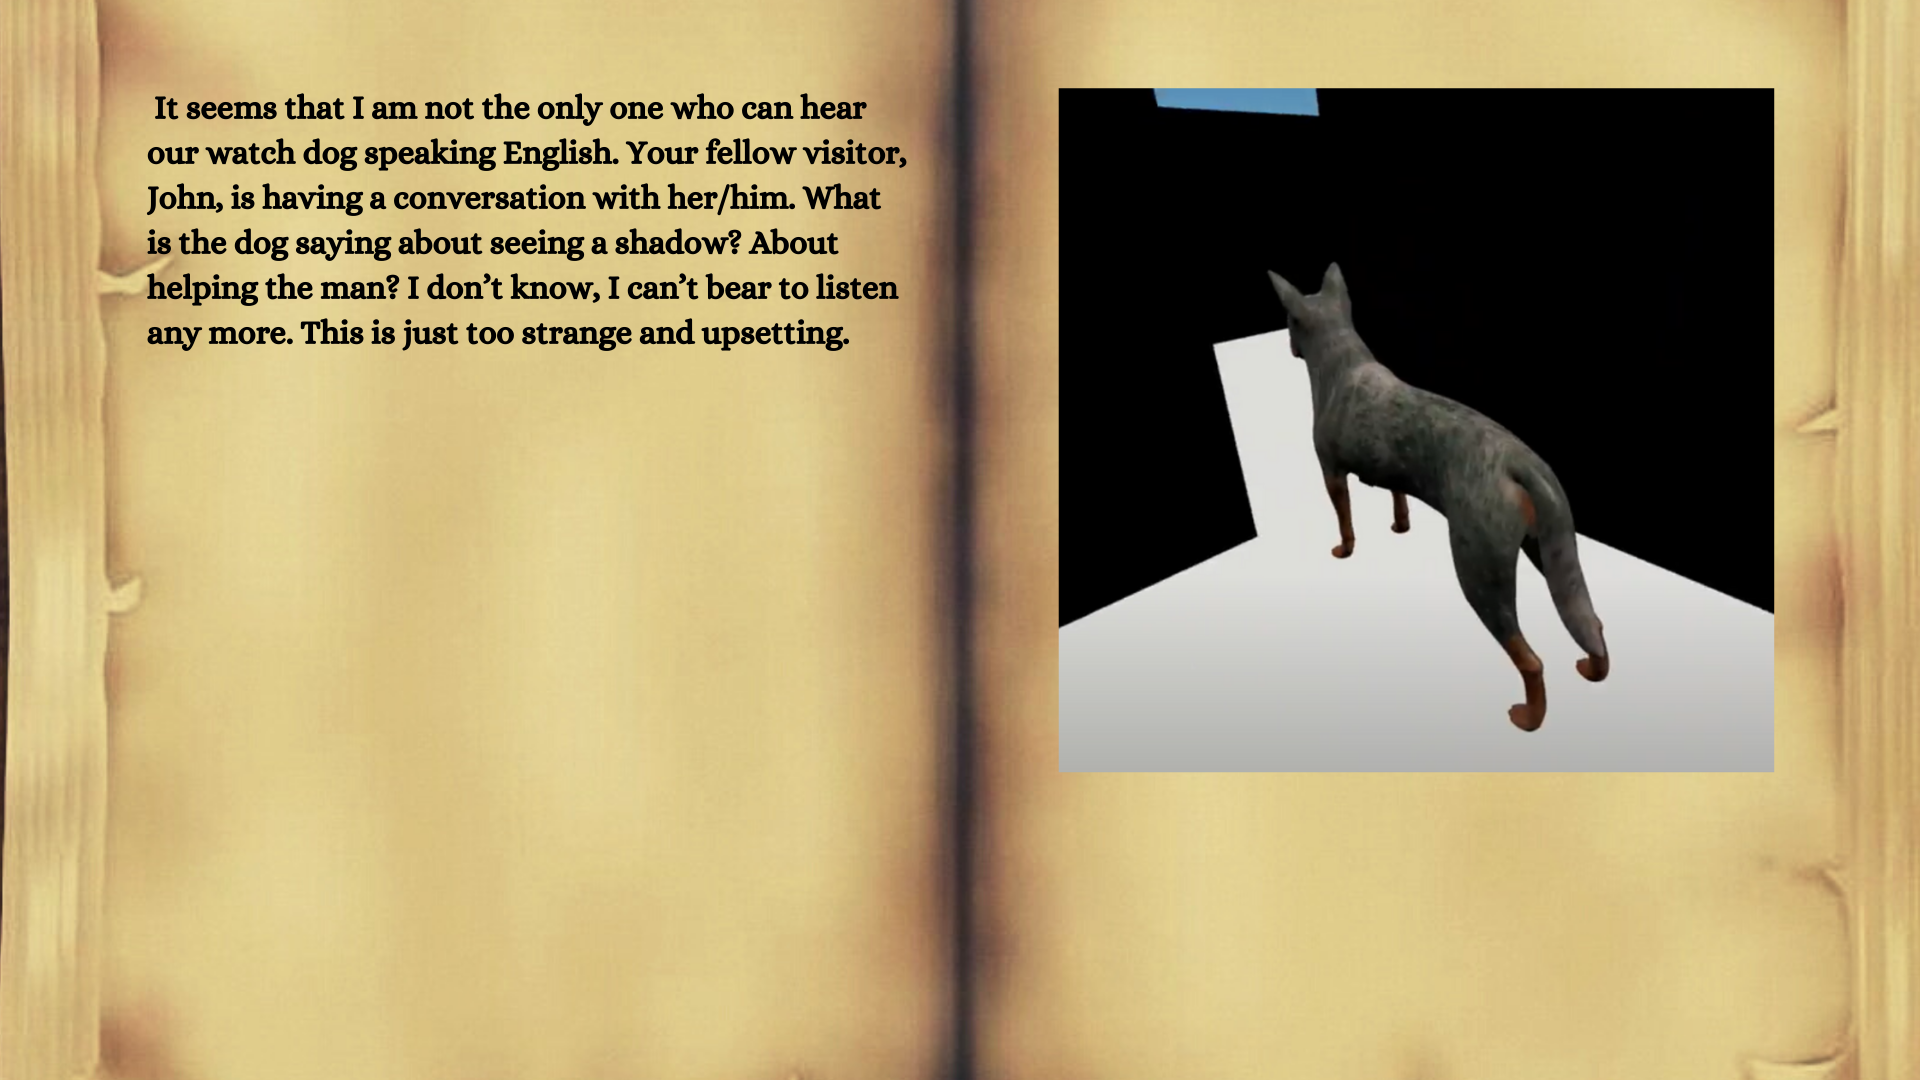 It seems that I am not the only one who can hear
our watch dog speaking English. Your fellow visitor,
John, is having a conversation with her/him. What
is the dog saying about seeing a shadow? About
helping the man? I don’t know, I can’t bear to listen
any more. This is just too strange and upsetting.